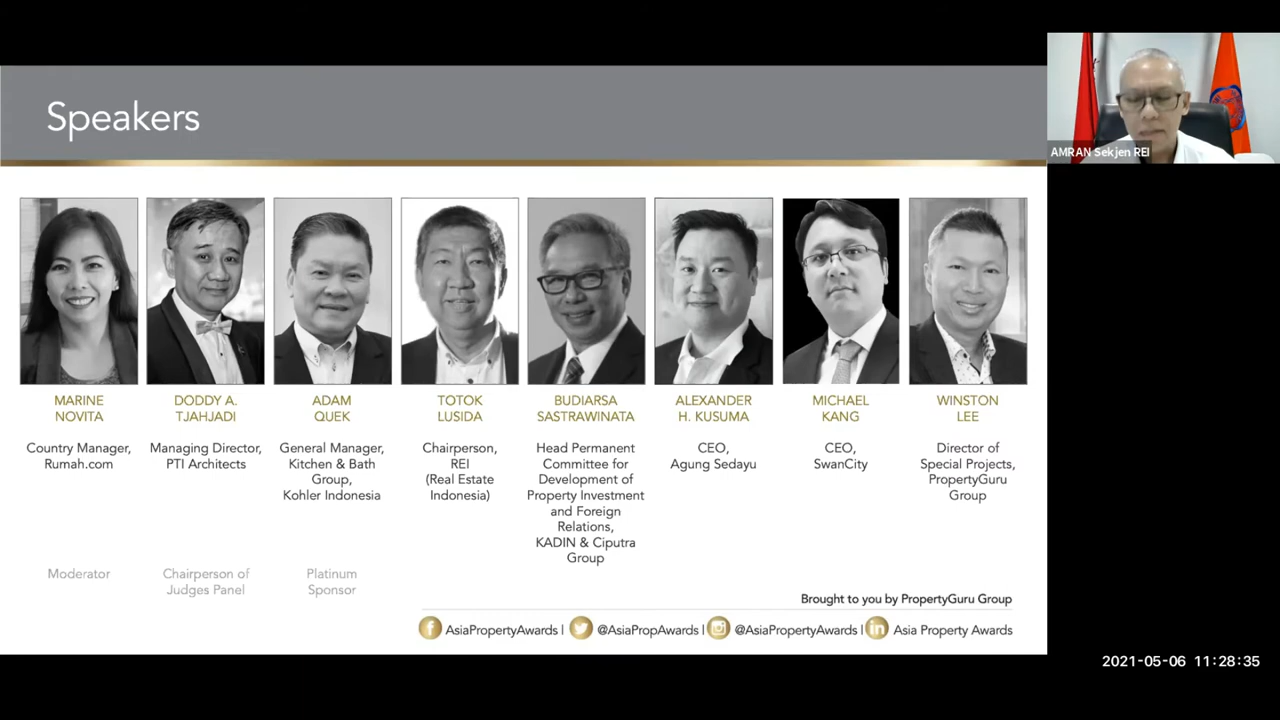 Speakers
AMRAN Sekjen REI
MARINE
NOVITA
Country Manager,
Rumah.com
Moderator
DODDY A.
TJAHJADI
Managing Director,
PTI Architects
Chairperson of
Judges Panel
ADAM
QUEK
General Manager,
Kitchen & Bath
Group,
Kohler Indonesia
Platinum
Sponsor
TOTOK
LUSIDA
Chairperson,
REI
(Real Estate
Indonesia)
BUDIARSA
SASTRAWINATA
Head Permanent
Committee for
Development of
Property Investment
and Foreign
Relations,
KADIN & Ciputra
Group
ALEXANDER
H. KUSUMA
CEO,
Agung Sedayu
MICHAEL
KANG
CEO,
SwanCity
WINSTON
LEE
Director of
Special Projects,
PropertyGuru
Group
Brought to you by PropertyGuru Group
AsiaPropertyAwards | @AsiaPropAwards | @AsiaPropertyAwards | Asia Property Awards
2021-05-06 11:28:35